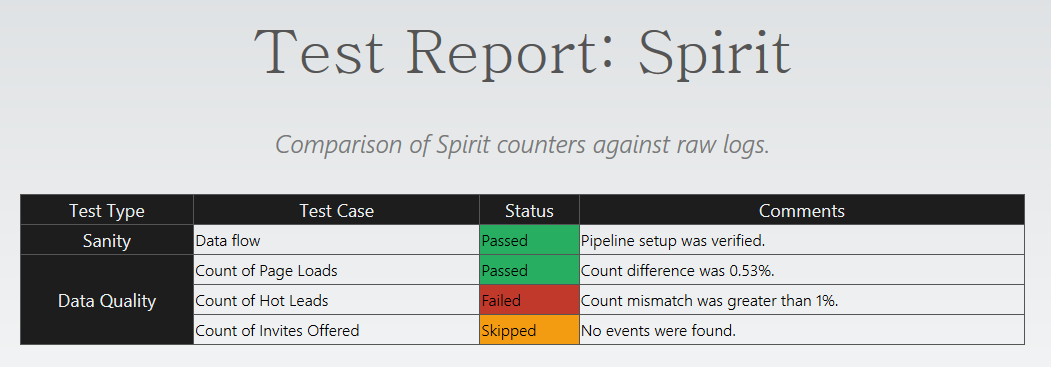 Test Report: Spirit
Comparison of Spirit counters against raw logs.
Test Type Test Case Status Comments
Sanity Data flow Passed Pipeline setup was verified.
Data Quality Count of Page Loads Passed Count difference was 0.53%.
Count of Hot Leads Failed Count mismatch was greater than 1%.
Count of Invites Offered Skipped No events were found.